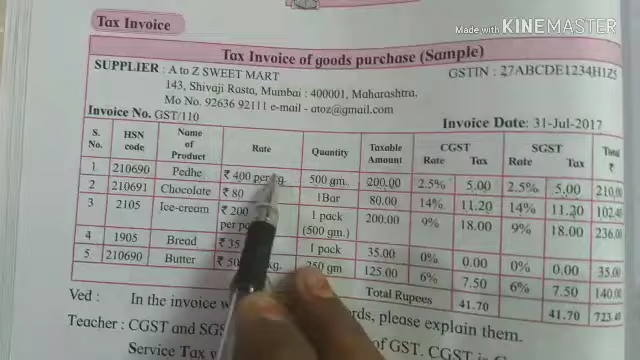 Made with KINEMASTER
Tax Invoice
Tax Invoice of goods purchase (Sample)
SUPPLIER : A to Z SWEET MART GSTIN : 27ABCDE1234H1Z5
143, Shivaji Rasta, Mumbai : 400001, Maharashtra,
Mo No. 92636 92111 e-mail - atoz@gmail.com
Invoice No. GST/110 Invoice Date: 31-Jul-2017
S. No. HSN code Name of Product Rate Quantity Taxable Amount CGST Rate Tax SGST Rate Tax Total ₹
1 210690 Pedhe ₹ 400 per kg. 500 gm. 200.00 2.5% 5.00 2.5% 5.00 210.00
2 210691 Chocolate ₹ 80 1Bar 80.00 14% 11.20 14% 11.20 102.40
3 2105 Ice-cream ₹ 200 per 1 pack (500 gm.) 200.00 9% 18.00 9% 18.00 236.00
4 1905 Bread ₹ 35 1 pack 35.00 0% 0.00 0% 0.00 35.00
5 210690 Butter kg. 250 gm 125.00 6% 7.50 6% 7.50 140.00
Total Rupees 41.70 41.70 723.40
Ved : In the invoice please explain them.
Teacher : CGST and of GST. CGST is
Service Tax